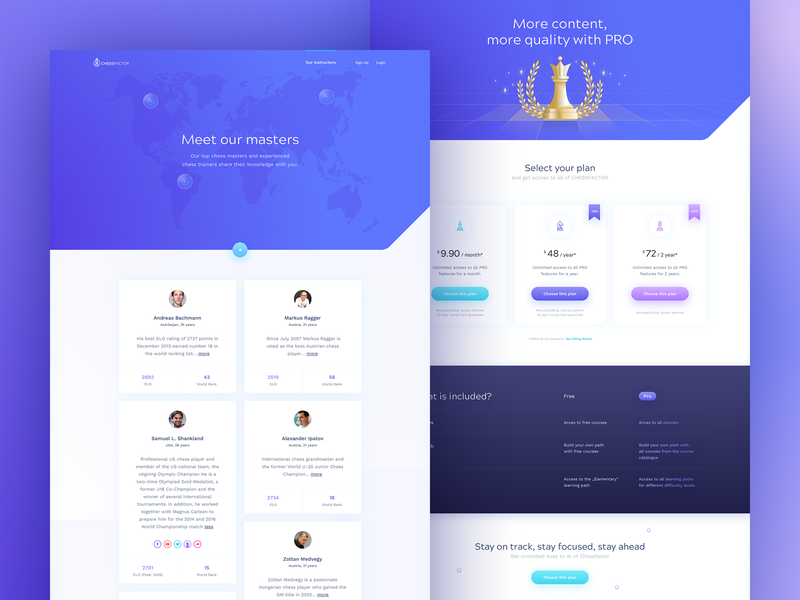 CHESSFACTOR
Our Instructors
Sign Up
Login
Meet our masters
Our top chess masters and experienced
chess trainers share their knowledge with you.
Andreas Bachmann
Azerbaijan, 35 years
His best rating of 2737 points in
December 2013 earned number 16 in
the world ranking list... more
2693
43
ELO
World Rank
Markus Ragger
Austria, 21 years
Since July 2007 Markus Ragger is
rated as the best Austrian chess
player... more
2519
56
ELO
World Rank
Samuel L. Shankland
USA, 28 years
Professional US chess player and
member of the US national team, the
reigning Olympic Champion He is a
two-time Olympiad Gold Medallist, a
former U18 Co-Champion and the
winner of several international
tournaments. In addition, he worked
together with Magnus Carlsen to
prepare him for the 2014 and 2016
World Championship match less
2701
15
World Rank
Alexander Ipatov
Austria, 21 years
International chess grandmaster and
the former World U-20 Junior Chess
Champion... more
2734
18
ELO
World Rank
Zoltan Medvegy
Austria, 21 years
Zoltan Medvegy is a passionate
Hungarian chess player who gained the
GM title in 2002... more
More content,
more quality with PRO
Select your plan
and get access to all of CHESSFACTOR
$9.90 / month*
Unlimited access to all PRO
features for a month.
Choose this plan
$48 / year*
Unlimited access to all PRO
features for a year.
Choose this plan
$72 / 2 year*
Unlimited access to all PRO
features for 2 years.
Choose this plan
at is included?
Free
Pro
Acces to free courses
Acces to all courses
Build your own path
with free courses
Build your own path with
all courses from the course
catalogue
Access to the „Elementary"
learning path
Access to all learning paths
for different difficulty levels
Stay on track, stay focused, stay ahead
Get unlimited acces to Al of Chessfactor
Choose this plan